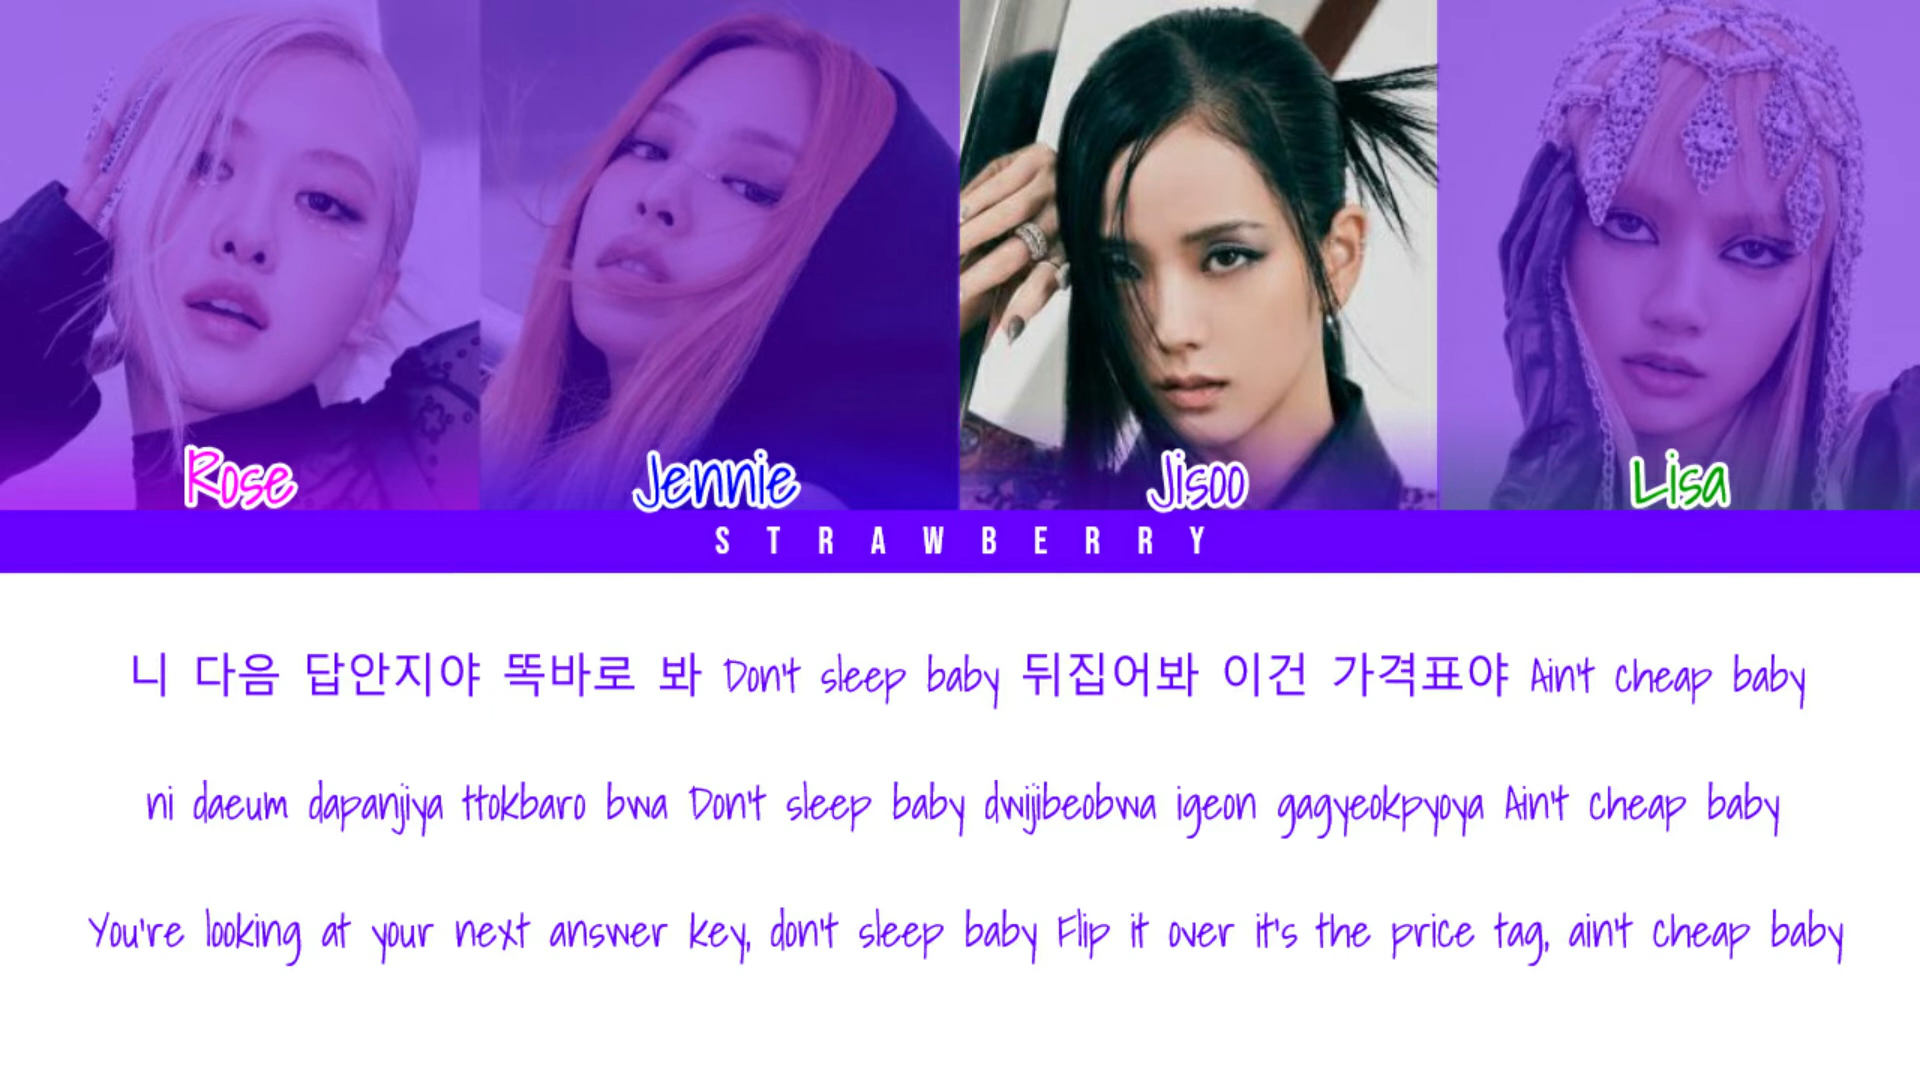 Rose Jennie Jisoo Lisa
STRAWBERRY
니 다음 답안지야 똑바로 봐 Don't sleep baby 뒤집어봐 이건 가격표야 Ain't cheap baby
ni daeum dapanjiya ttokbaro bwa Don't sleep baby dwijibeobwa igeon gagyeokpyoya Ain't cheap baby
You're looking at your next answer key, don't sleep baby Flip it over it's the price tag, ain't cheap baby